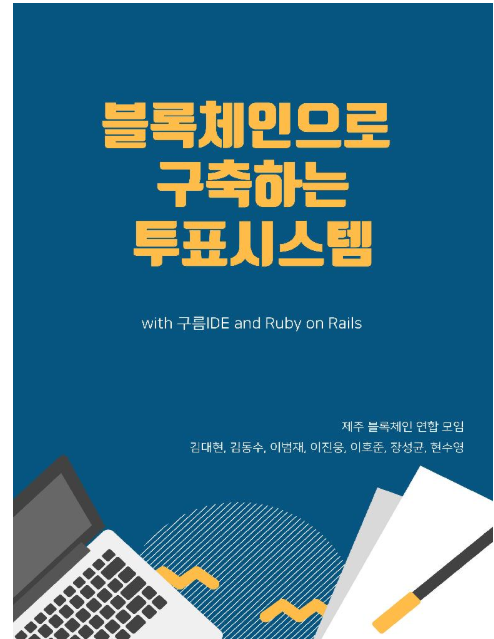 블록체인으로
구축하는
투표시스템
with 구름IDE and Ruby on Rails
제주 블록체인 연합 모임
김대현, 김동수, 이범재, 이진웅, 이호준, 장성균, 현수영